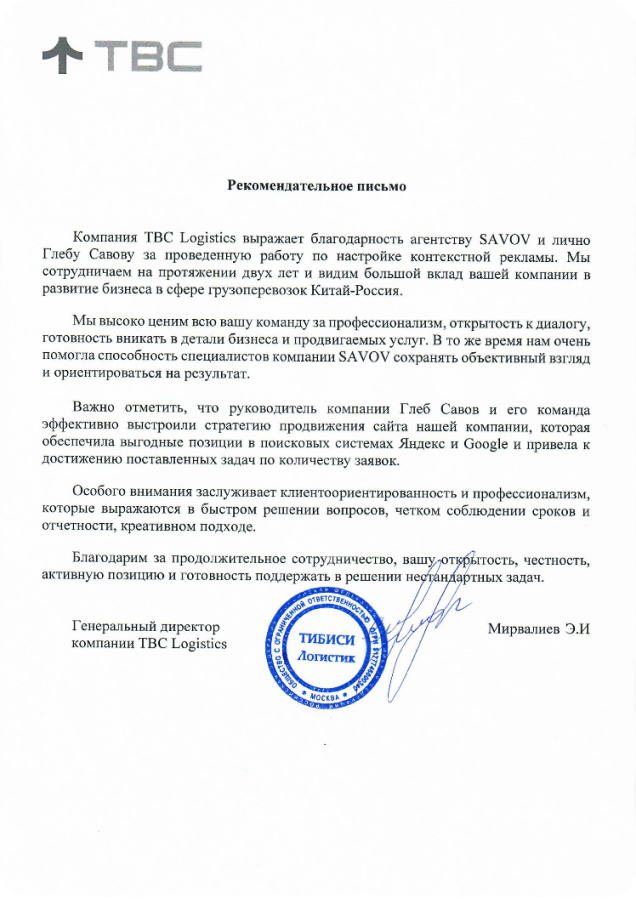 TBC
Рекомендательное письмо
Компания TBC Logistics выражает благодарность агентству SAVOV и лично
Глебу Савову за проведенную работу по настройке контекстной рекламы. Мы
сотрудничаем на протяжении двух лет и видим большой вклад вашей компании в
развитие бизнеса в сфере грузоперевозок Китай-Россия.
Мы высоко ценим всю вашу команду за профессионализм, открытость к диалогу,
готовность вникать в детали бизнеса и продвигаемых услуг. В то же время нам очень
помогла способность специалистов компании SAVOV сохранять объективный взгляд
и ориентироваться на результат.
Важно отметить, что руководитель компании Глеб Савов и его команда
эффективно выстроили стратегию продвижения сайта нашей компании, которая
обеспечила выгодные позиции в поисковых системах Яндекс и Google и привела к
достижению поставленных задач по количеству заявок.
Особого внимания заслуживает клиентоориентированность и профессионализм,
которые выражаются в быстром решении вопросов, четком соблюдении сроков и
отчетности, креативном подходе.
Благодарим за продолжительное сотрудничество, вашу открытость, честность,
активную позицию и готовность поддержать в решении нестандартных задач.
Генеральный директор
компании TBC Logistics
Мирвалиев Э.И
ОБЩЕСТВО С ОГРАНИЧЕННОЙ ОТВЕТСТВЕННОСТЬЮ
ТИБИСИ
Логистик
МОСКВА